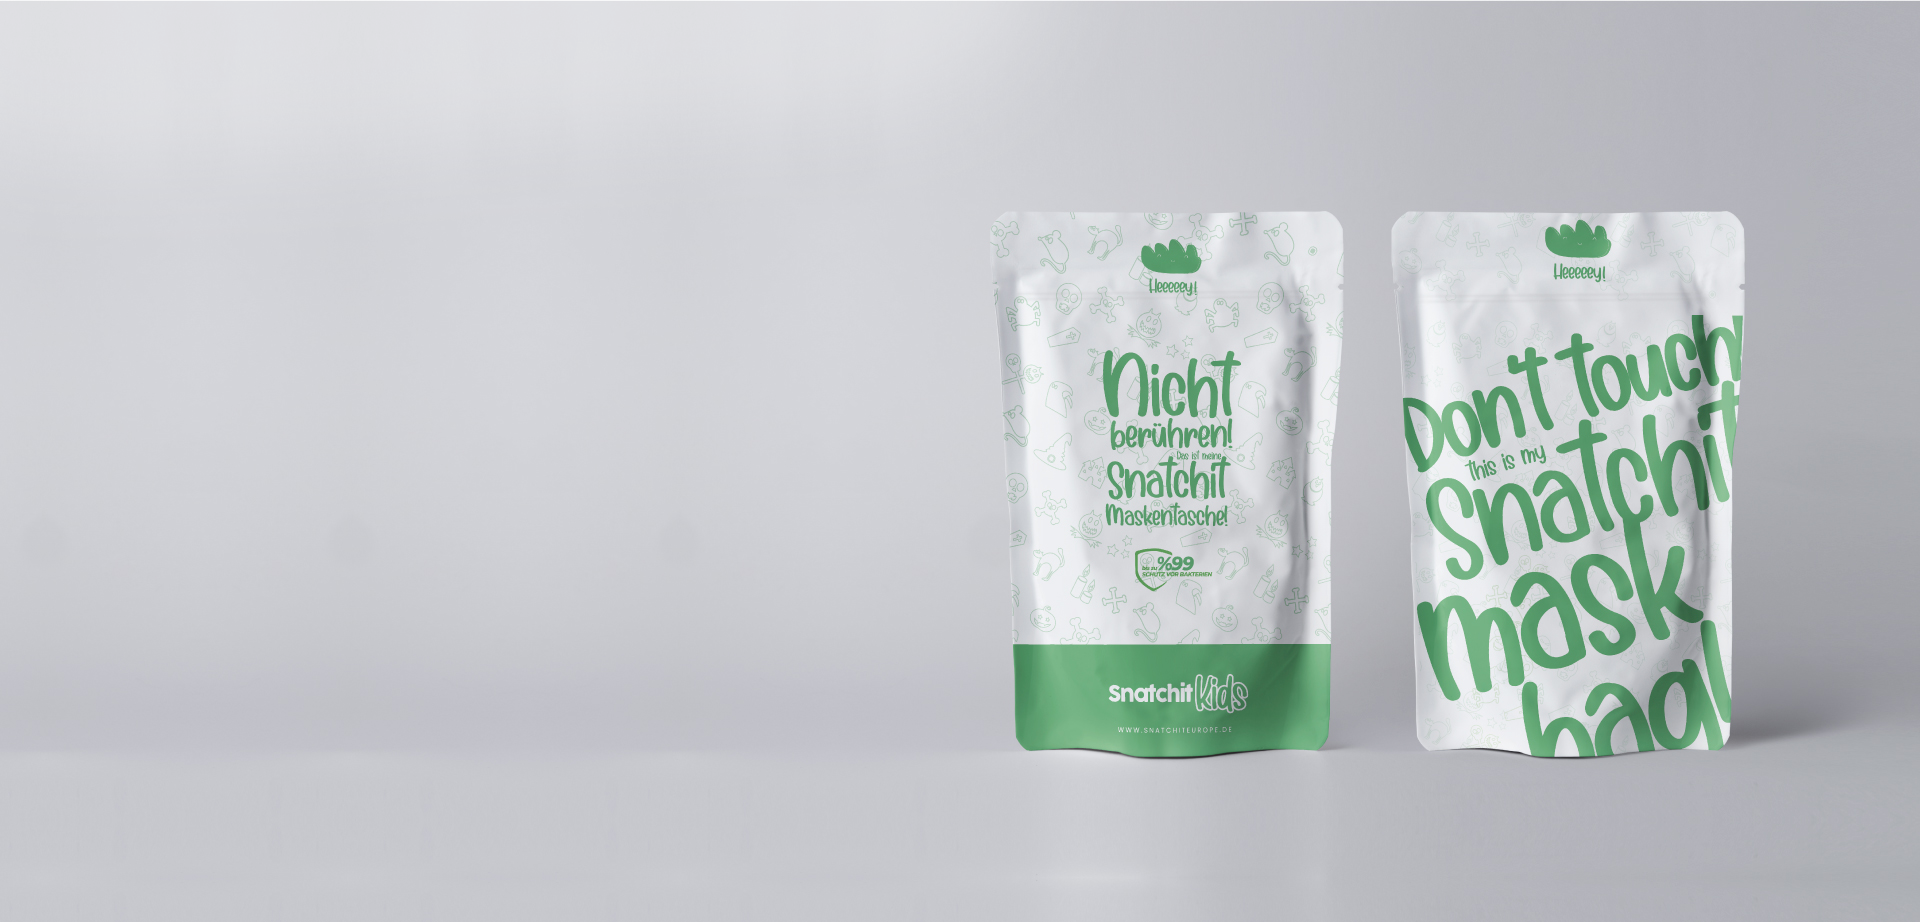 Heeeeey!
Nicht
berühren!
Das ist meine
Snatchit
Maskentasche!
bis zu %99
SCHUTZ VOR BAKTERIEN
Snatchit Kids
WWW.SNATCHITEUROPE.DE
Heeeeey!
Don't touch!
this is my
Snatchit
mask
bag!